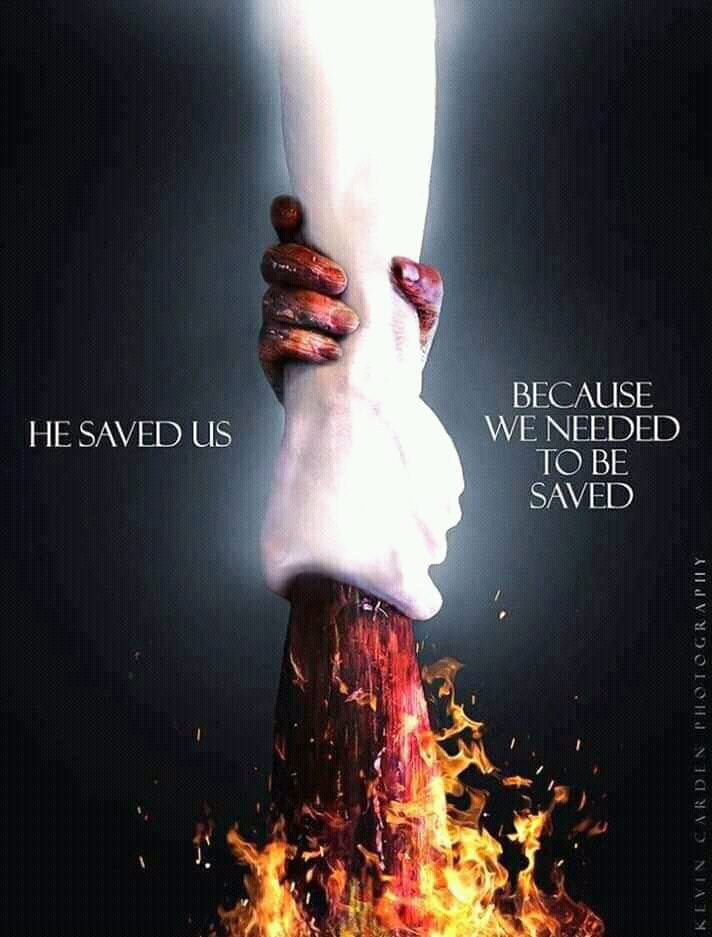 HE SAVED US
BECAUSE
WE NEEDED
TO BE
SAVED
KEVIN CARDEN PHOTOGRAPHY